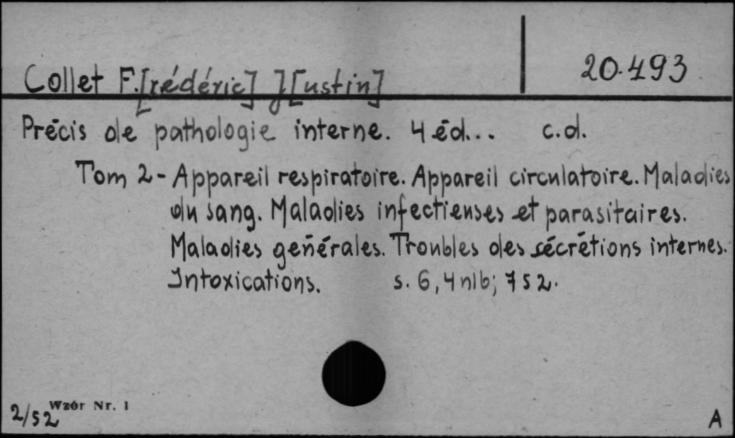 20.493
Collet F.[rédéric] J[ustin]
Précis de pathologie interne. 4 éd... c.d.
Tom 2 - Appareil respiratoire. Appareil circulatoire. Maladies
du sang. Maladies infectieuses et parasitaires.
Maladies generales. Troubles des sécrétions internes.
Intoxications. s. 6, 4 nlb; 752.
Wzór Nr. 1
2/52
A